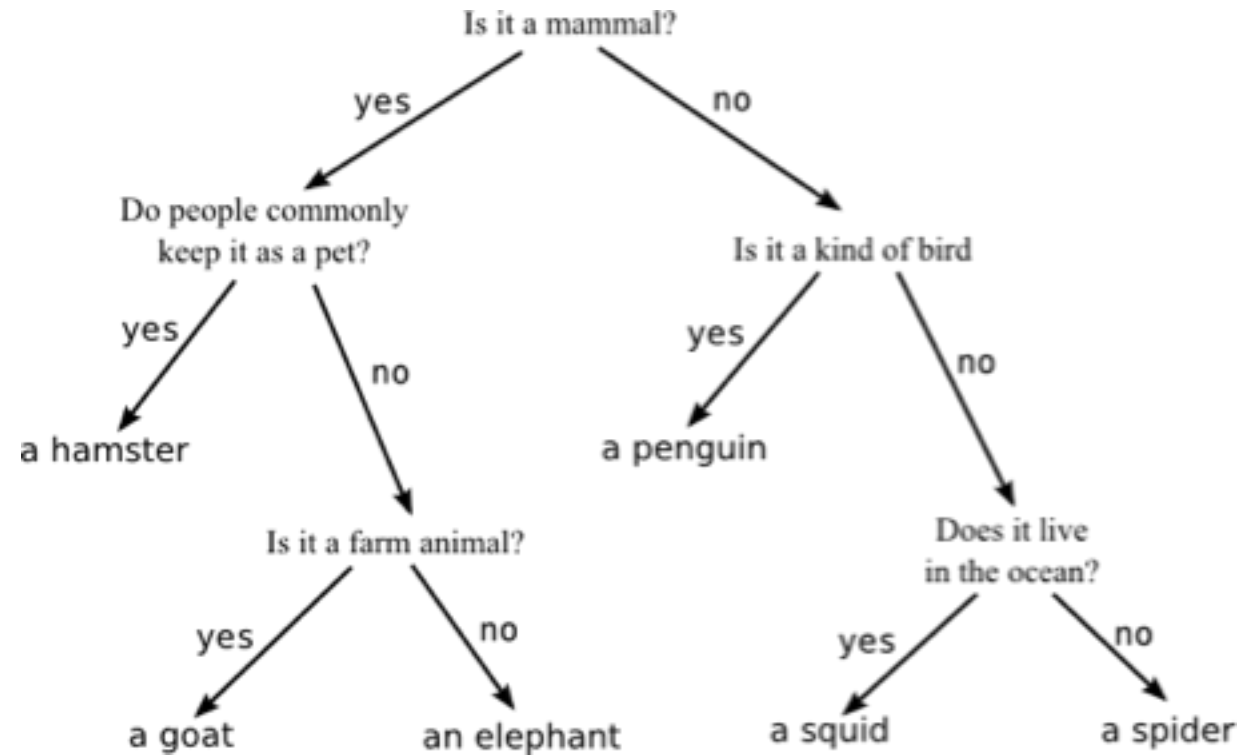 Is it a mammal?
yes
no
Do people commonly
keep it as a pet?
Is it a kind of bird
yes
no
yes
no
a hamster
a penguin
Is it a farm animal?
Does it live
in the ocean?
yes
no
yes
no
a goat
an elephant
a squid
a spider